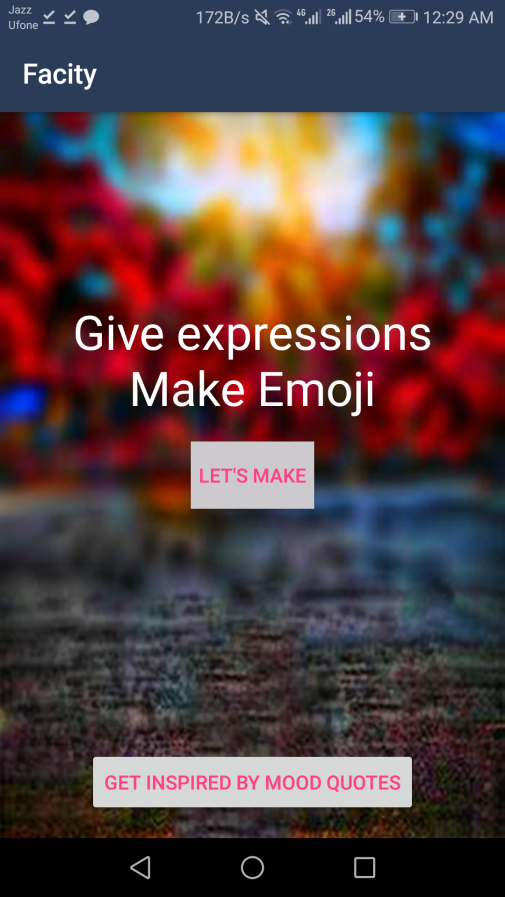 Jazz
Ufone
172B/s 4G 2G 54% 12:29 AM
Facity
Give expressions
Make Emoji
LET'S MAKE
GET INSPIRED BY MOOD QUOTES